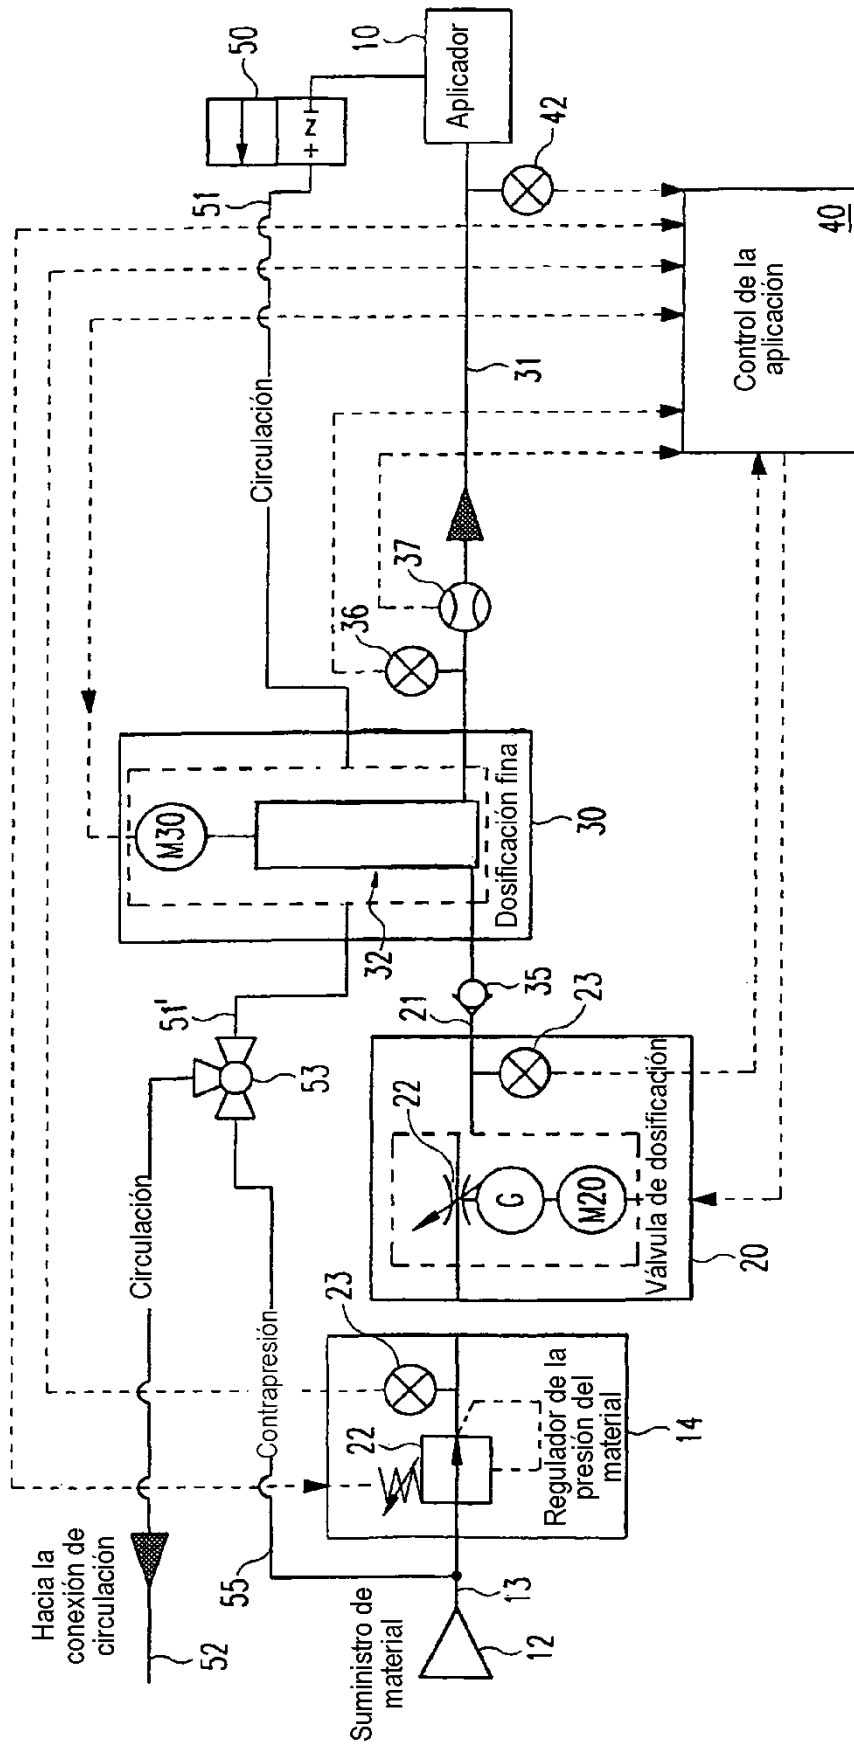 Hacia la
conexión de
circulación
52
Circulación
51'
53
51
50
10
Aplicador
Circulación
M30
32
Dosificación fina
30
36
37
31
42
55
Contrapresión
Suministro de
material
12
13
22
23
Regulador de la
presión del
material
14
22
G
M20
21
35
23
Válvula de dosificación
20
Control de la
aplicación
40
+ Z